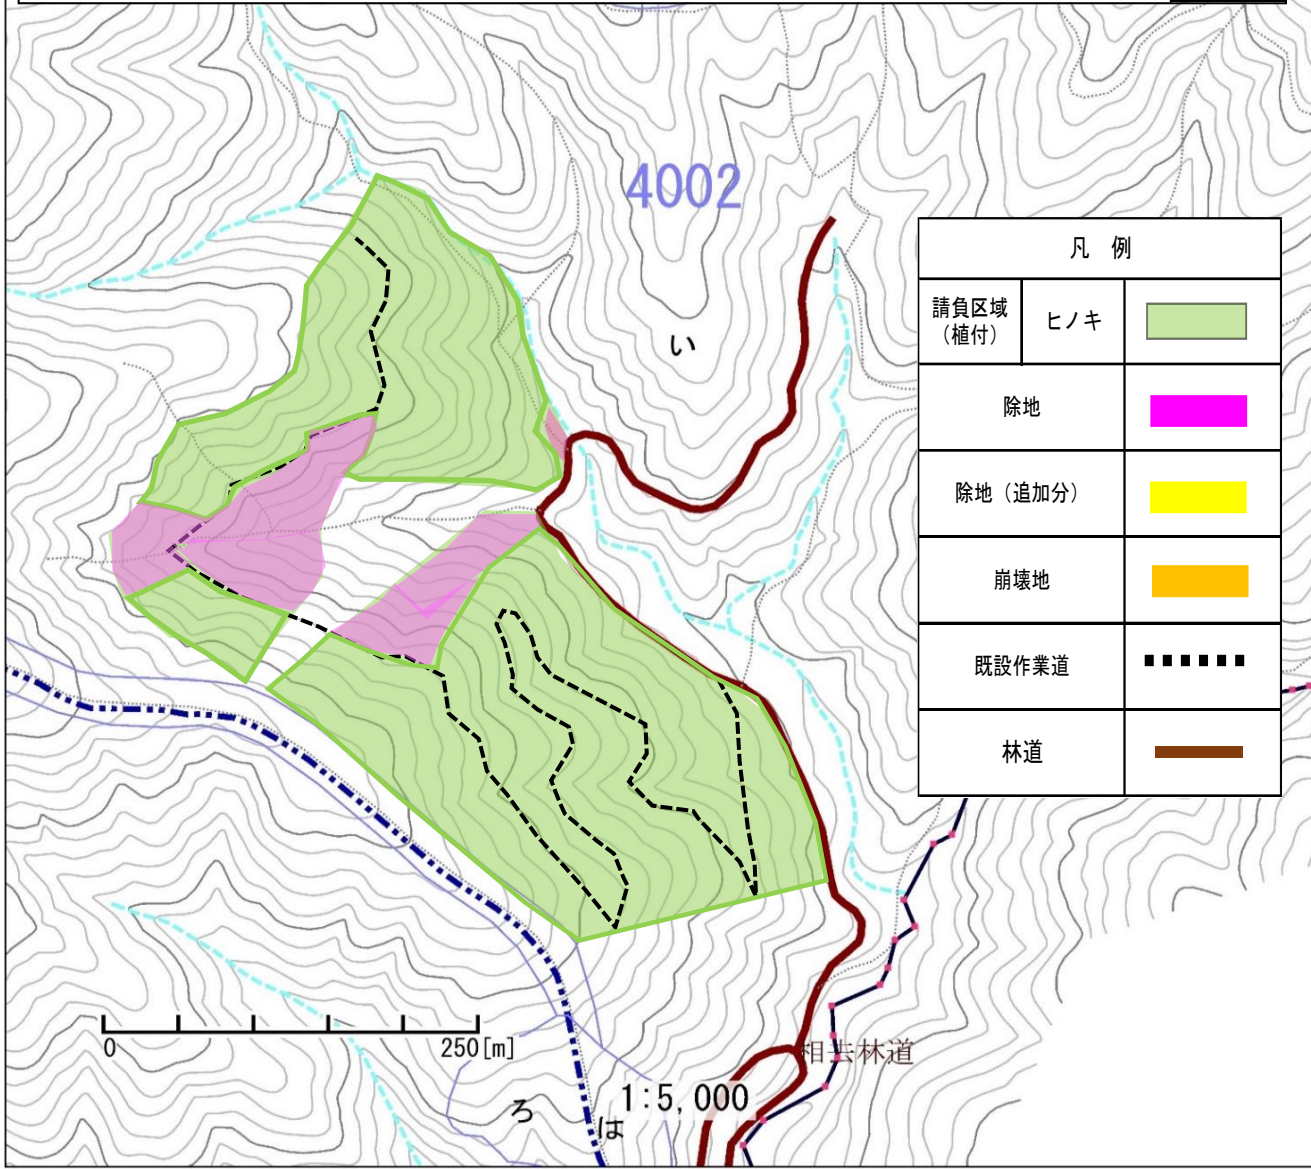 4002
い
凡 例
請負区域
(植付)
ヒノキ
除地
除地（追加分）
崩壊地
既設作業道
林道
0 250[m]
相去林道
1:5,000
ろ
は